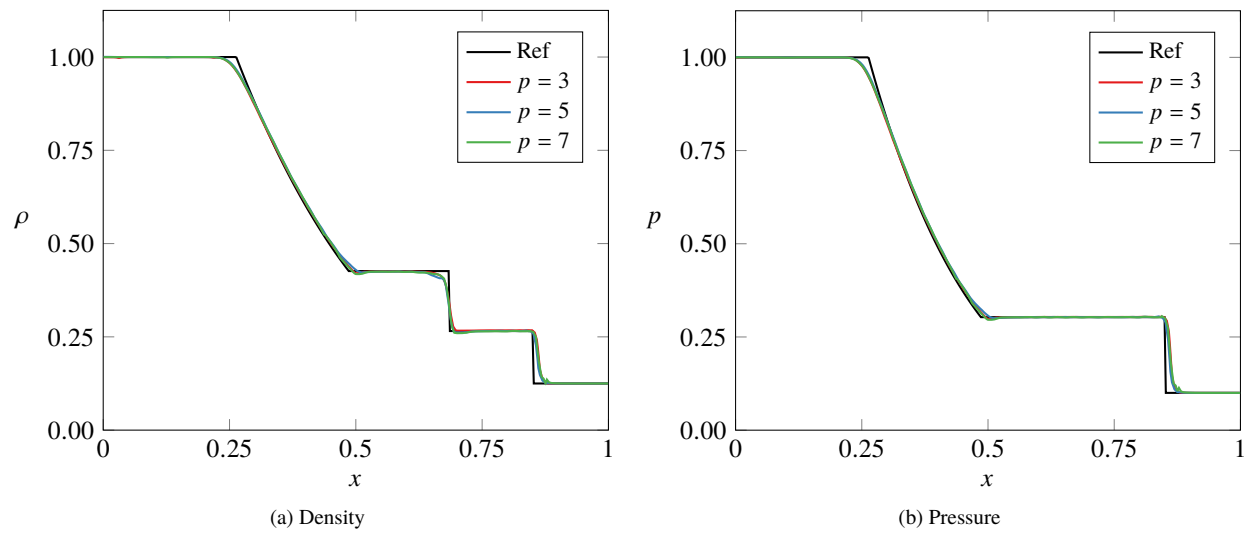 1.00
0.75
0.50
0.25
0.00
ρ
0
0.25
0.5
0.75
1
x
Ref
p = 3
p = 5
p = 7
(a) Density
1.00
0.75
0.50
0.25
0.00
p
0
0.25
0.5
0.75
1
x
Ref
p = 3
p = 5
p = 7
(b) Pressure